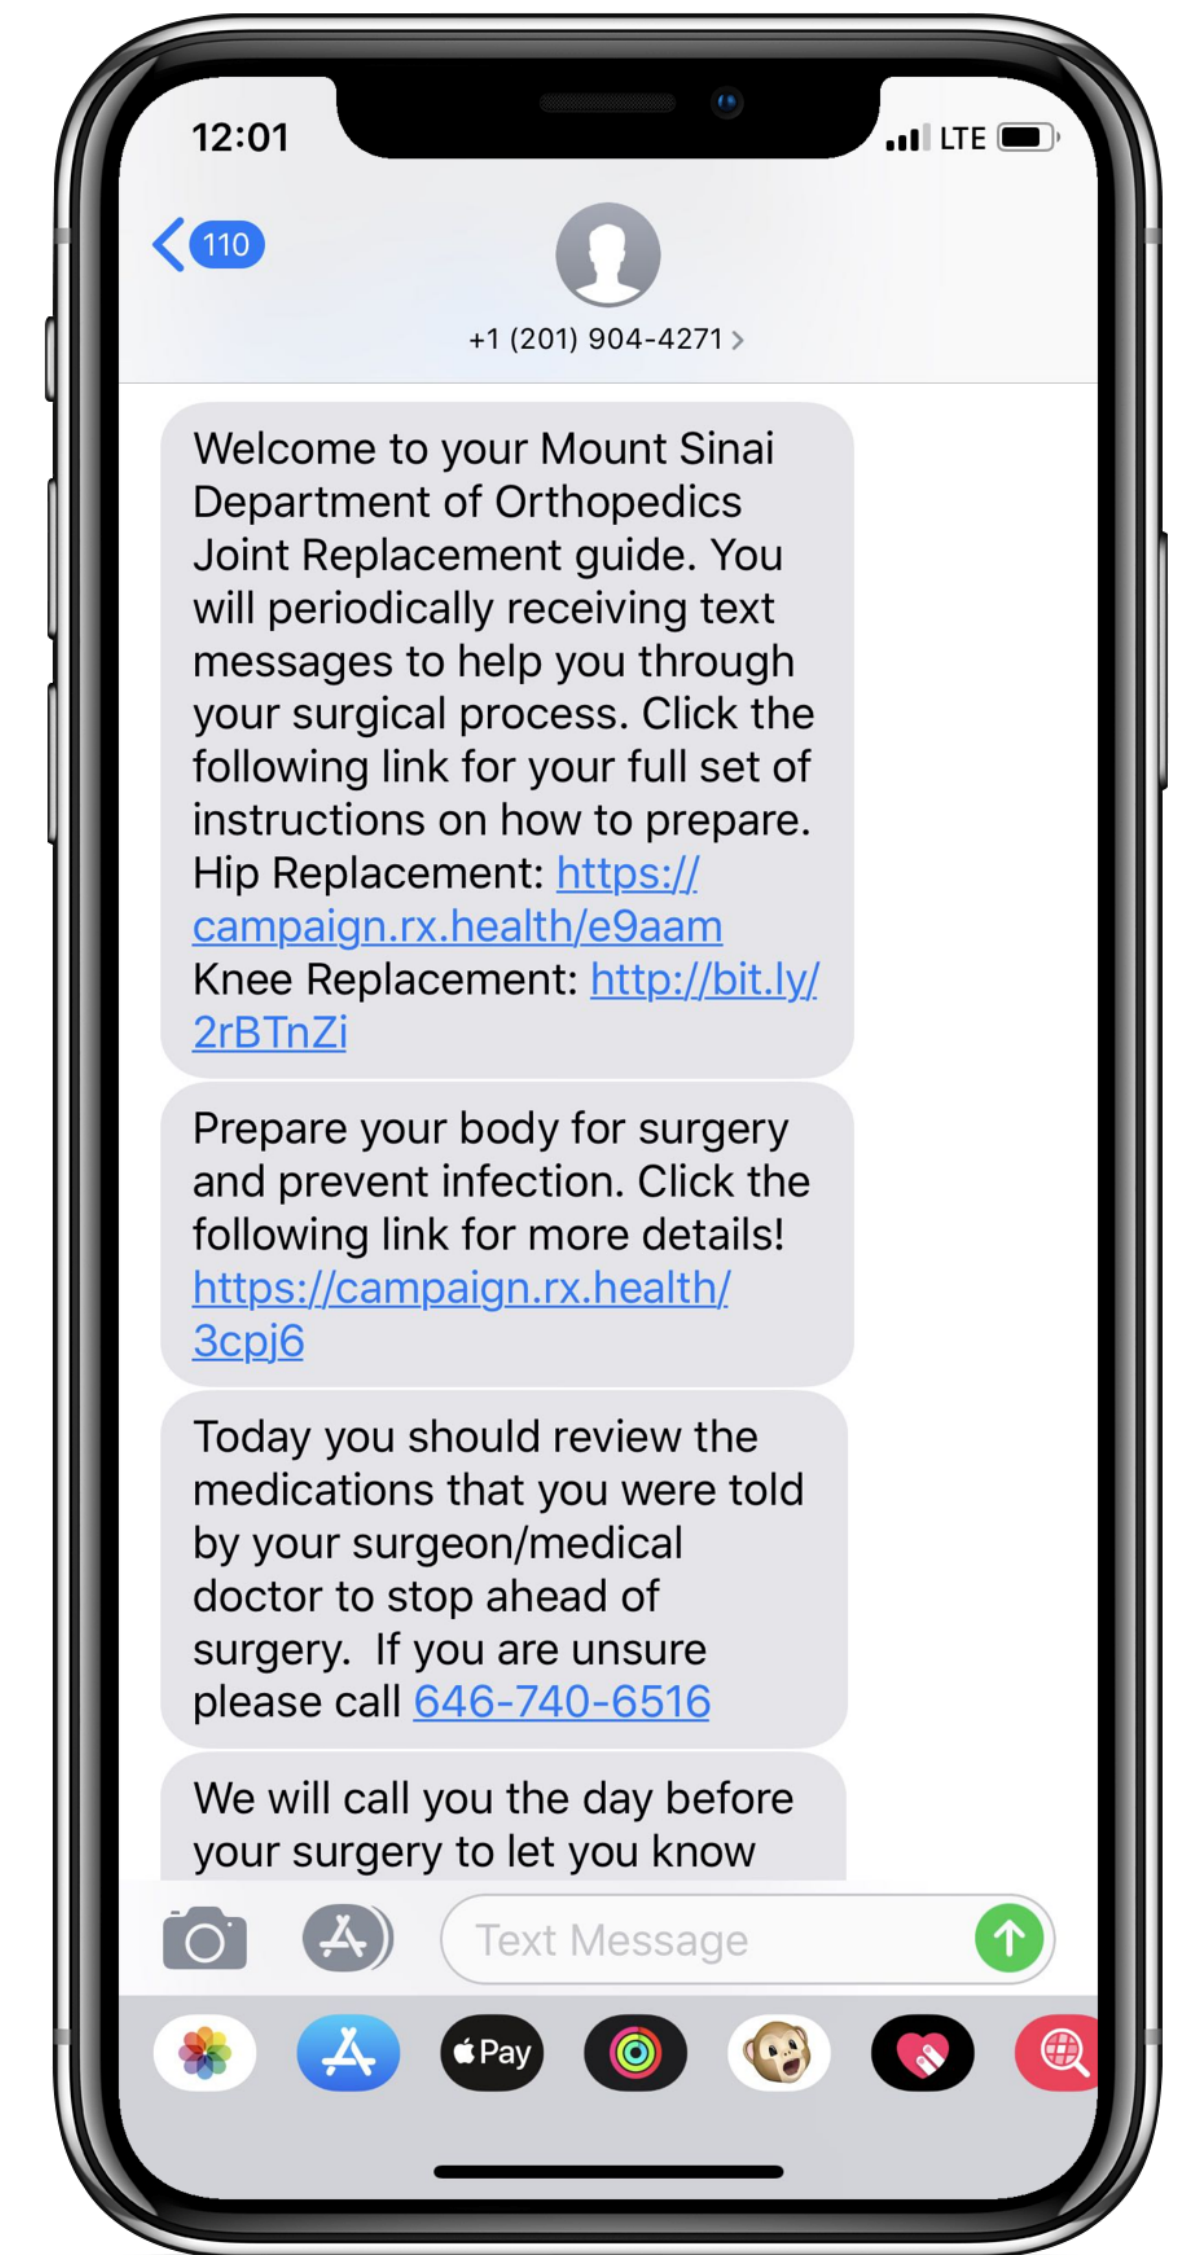 12:01
LTE
110
+1 (201) 904-4271
Welcome to your Mount Sinai
Department of Orthopedics
Joint Replacement guide. You
will periodically receiving text
messages to help you through
your surgical process. Click the
following link for your full set of
instructions on how to prepare.
Hip Replacement: https://
campaign.rx.health/e9aam
Knee Replacement: http://bit.ly/
2rBTnZi
Prepare your body for surgery
and prevent infection. Click the
following link for more details!
https://campaign.rx.health/
3cpj6
Today you should review the
medications that you were told
by your surgeon/medical
doctor to stop ahead of
surgery.  If you are unsure
please call 646-740-6516
We will call you the day before
your surgery to let you know
Text Message
Pay